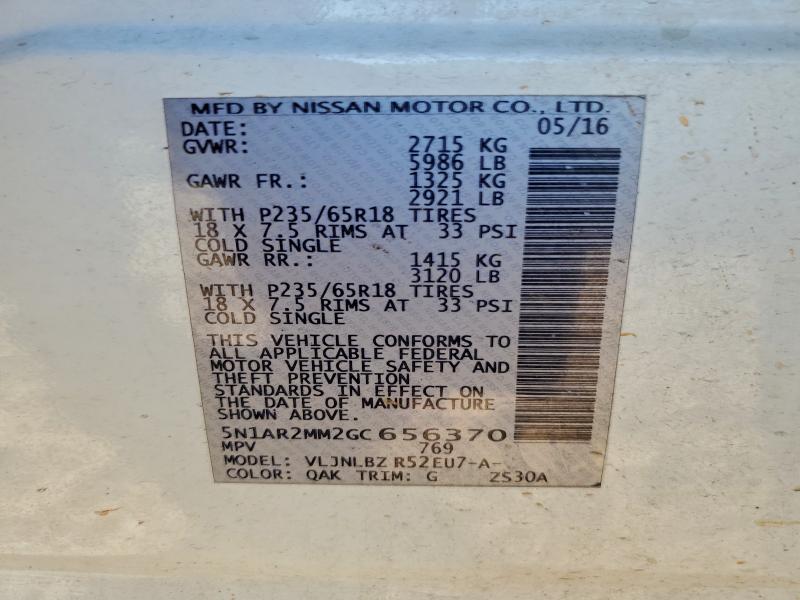 MFD BY NISSAN MOTOR CO., LTD.
DATE: 05/16
GVWR: 2715 KG
5986 LB
GAWR FR.: 1325 KG
2921 LB
WITH P235/65R18 TIRES
18 X 7.5 RIMS AT 33 PSI
COLD SINGLE
GAWR RR.: 1415 KG
3120 LB
WITH P235/65R18 TIRES
18 X 7.5 RIMS AT 33 PSI
COLD SINGLE
THIS VEHICLE CONFORMS TO
ALL APPLICABLE FEDERAL
MOTOR VEHICLE SAFETY AND
THEFT PREVENTION
STANDARDS IN EFFECT ON
THE DATE OF MANUFACTURE
SHOWN ABOVE.
5N1AR2MM2GC656370
MPV 769
MODEL: VLJNLBZ R52EU7-A-
COLOR: QAK TRIM: G ZS30A